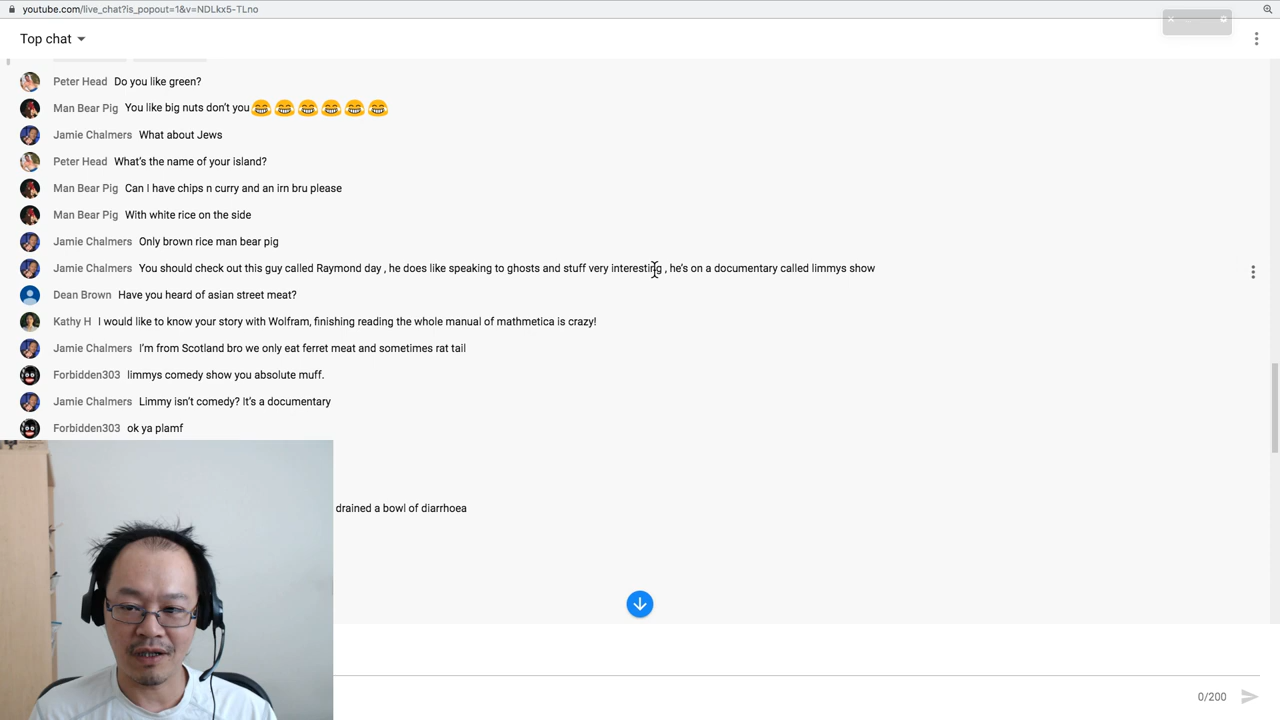 youtube.com/live_chat?is_popout=1&v=NDLkx5-TLno
Top chat
Peter Head Do you like green?
Man Bear Pig You like big nuts don't you 😂 😂 😂 😂 😂 😂
Jamie Chalmers What about Jews
Peter Head What's the name of your island?
Man Bear Pig Can I have chips n curry and an irn bru please
Man Bear Pig With white rice on the side
Jamie Chalmers Only brown rice man bear pig
Jamie Chalmers You should check out this guy called Raymond day , he does like speaking to ghosts and stuff very interesting , he's on a documentary called limmys show
Dean Brown Have you heard of asian street meat?
Kathy H I would like to know your story with Wolfram, finishing reading the whole manual of mathmetica is crazy!
Jamie Chalmers I'm from Scotland bro we only eat ferret meat and sometimes rat tail
Forbidden303 limmys comedy show you absolute muff.
Jamie Chalmers Limmy isn't comedy? It's a documentary
Forbidden303 ok ya plamf
drained a bowl of diarrhoea
0/200